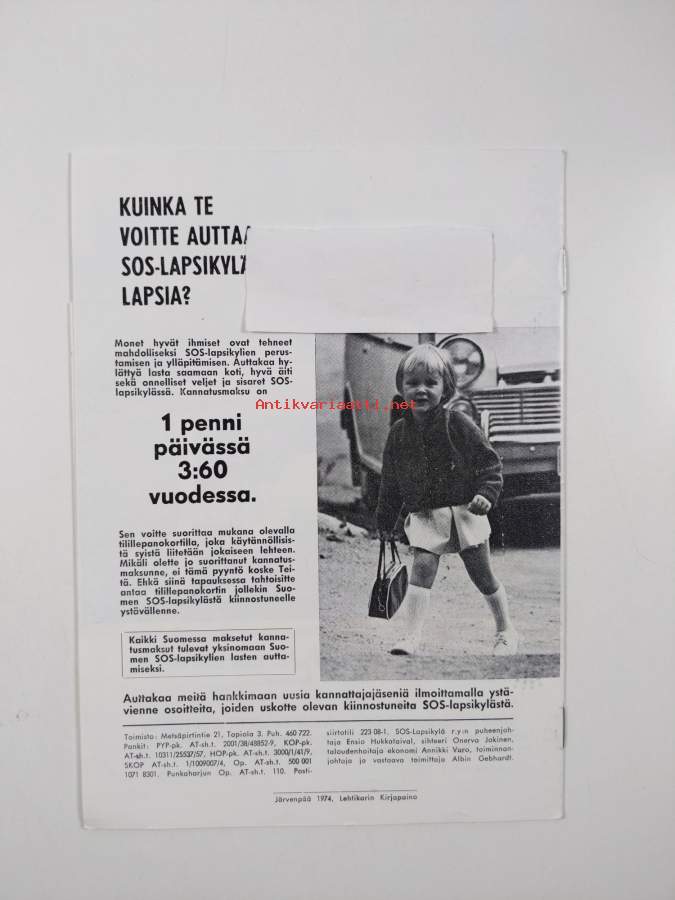 KUINKA TE
VOITTE AUTTAA
SOS-LAPSIKYLÄ
LAPSIA?
Monet hyvät ihmiset ovat tehneet
mahdolliseksi SOS-lapsikylien perus-
tamisen ja ylläpitämisen. Auttakaa hy-
lättyä lasta saamaan koti, hyvä äiti
sekä onnelliset veljet ja sisaret SOS-
lapsikylässä. Kannatusmaksu on
Antikvariaatti.net
1 penni
päivässä
3:60
vuodessa.
Sen voitte suorittaa mukana olevalla
tilillepanokortilla, joka käytännöllisis-
tä syistä liitetään jokaiseen lehteen.
Mikäli olette jo suorittanut kannatus-
maksunne, ei tämä pyyntö koske Tei-
tä. Ehkä siinä tapauksessa tahtoisitte
antaa tilillepanokortin jollekin Suo-
men SOS-lapsikylästä kiinnostuneelle
ystävällenne.
Kaikki Suomessa maksetut kanna-
tusmaksut tulevat yksinomaan Suo-
men SOS-lapsikylien lasten autta-
miseksi.
Auttakaa meitä hankkimaan uusia kannattajajäseniä ilmoittamalla ystä-
vienne osoitteita, joiden uskotte olevan kiinnostuneita SOS-lapsikylästä.
Toimisto: Metsäpirtintie 21, Tapiola 3. Puh. 460 722.
Pankit: PYP-pk. AT-sh.t. 2001/38/48852-9, KOP-pk.
AT-sh.t. 10311/25537/57, HOP-pk. AT-sh.t. 3000/1/41/9,
SKOP AT-sh.t. 1/1009007/4, Op. AT-sh.t. 500 001
1071 8301. Punkaharjun Op. AT-sh.t. 110. Posti-
siirtotili 223 08-1. SOS-Lapsikylä r.y:n puheenjoh-
taja Ensio Hukkataival, sihteeri Onerva Jokinen,
taloudenhoitaja ekonomi Annikki Varo, toiminnan-
johtaja ja vastaava toimittaja Albin Gebhardt.
Järvenpää 1974, Lehtikarin Kirjapaino